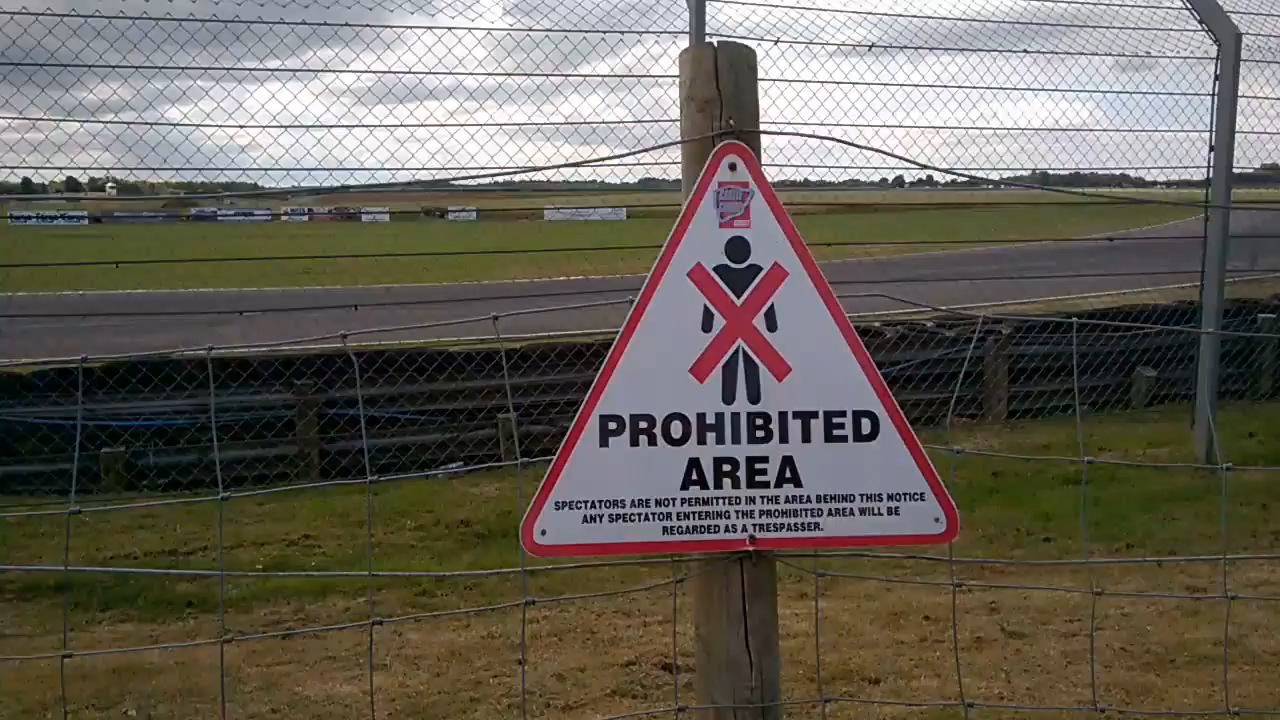 PROHIBITED
AREA
SPECTATORS ARE NOT PERMITTED IN THE AREA BEHIND THIS NOTICE
ANY SPECTATOR ENTERING THE PROHIBITED AREA WILL BE
REGARDED AS A TRESPASSER.